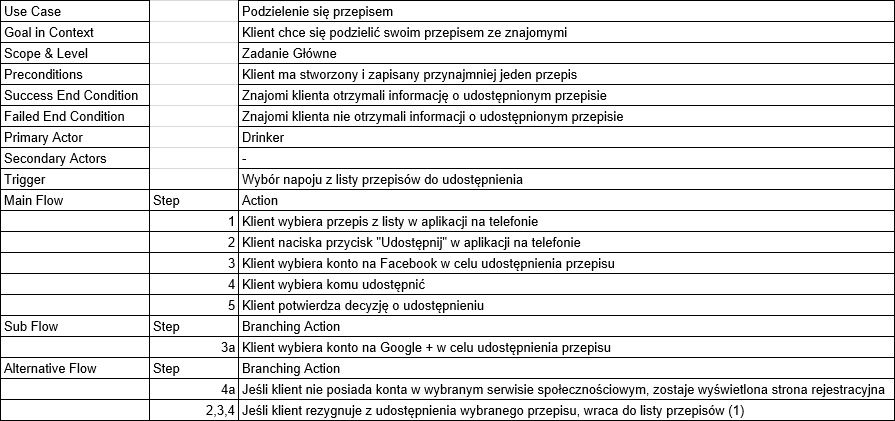 Use Case Podzielenie się przepisem
Goal in Context Klient chce się podzielić swoim przepisem ze znajomymi
Scope & Level Zadanie Główne
Preconditions Klient ma stworzony i zapisany przynajmniej jeden przepis
Success End Condition Znajomi klienta otrzymali informację o udostępnionym przepisie
Failed End Condition Znajomi klienta nie otrzymali informacji o udostępnionym przepisie
Primary Actor Drinker
Secondary Actors -
Trigger Wybór napoju z listy przepisów do udostępnienia
Main Flow Step Action
1 Klient wybiera przepis z listy w aplikacji na telefonie
2 Klient naciska przycisk "Udostępnij" w aplikacji na telefonie
3 Klient wybiera konto na Facebook w celu udostępnienia przepisu
4 Klient wybiera komu udostępnić
5 Klient potwierdza decyzję o udostępnieniu
Sub Flow Step Branching Action
3a Klient wybiera konto na Google + w celu udostępnienia przepisu
Alternative Flow Step Branching Action
4a Jeśli klient nie posiada konta w wybranym serwisie społecznościowym, zostaje wyświetlona strona rejestracyjna
2,3,4 Jeśli klient rezygnuje z udostępnienia wybranego przepisu, wraca do listy przepisów (1)